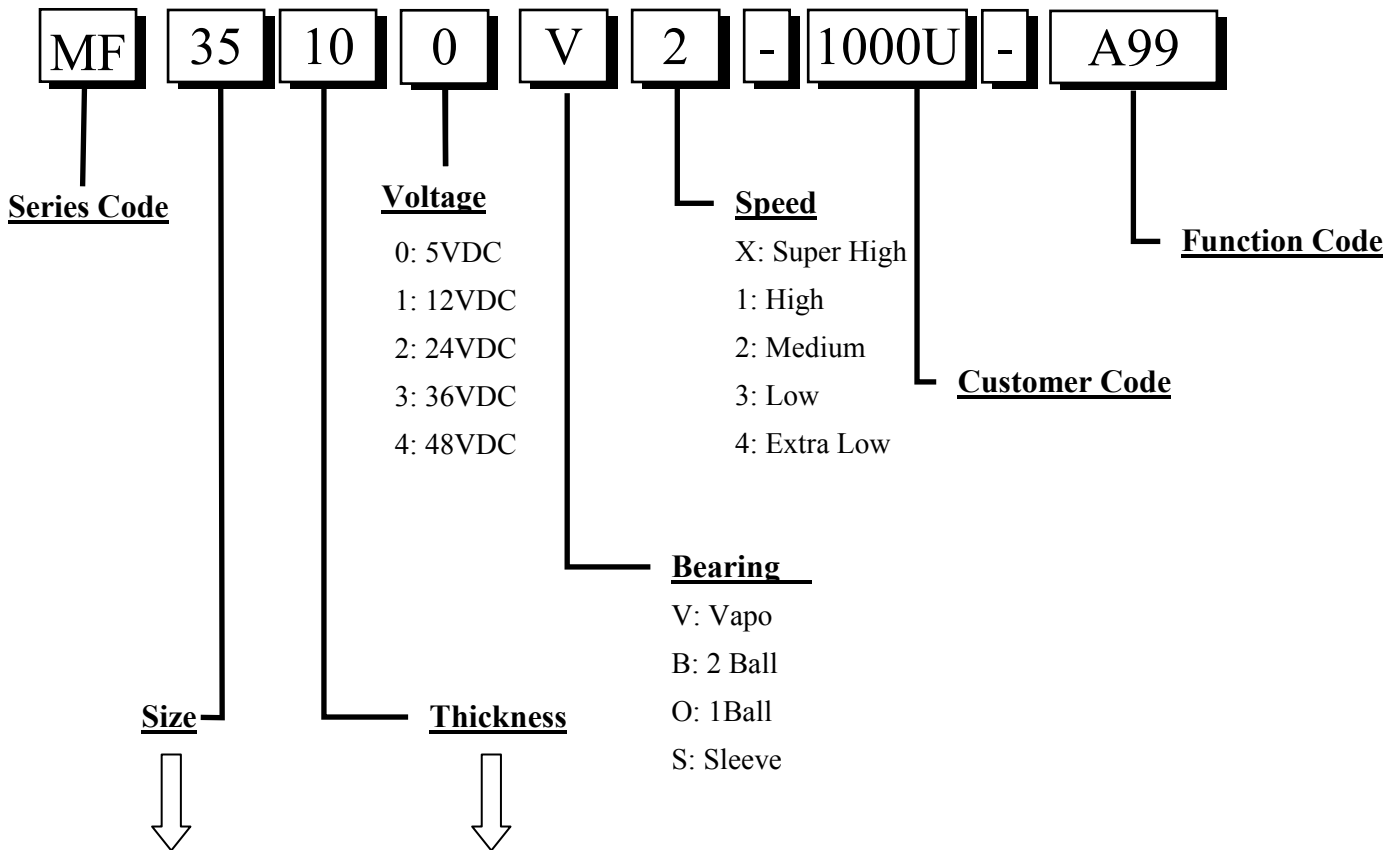 MF 35 10 0 V 2 - 1000U - A99
Series Code
Voltage
0: 5VDC
1: 12VDC
2: 24VDC
3: 36VDC
4: 48VDC
Speed
X: Super High
1: High
2: Medium
3: Low
4: Extra Low
Function Code
Customer Code
Bearing
V: Vapo
B: 2 Ball
O: 1Ball
S: Sleeve
Size
Thickness